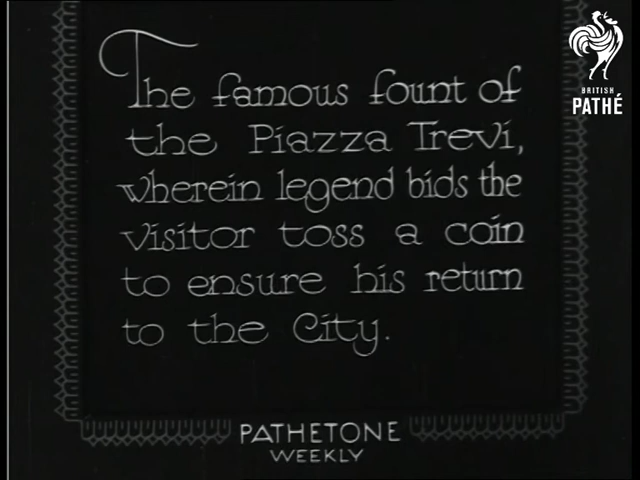 The famous fount of
the Piazza Trevi,
wherein legend bids the
visitor toss a coin
to ensure his return
to the City.
PATHETONE
WEEKLY
BRITISH
PATHÉ